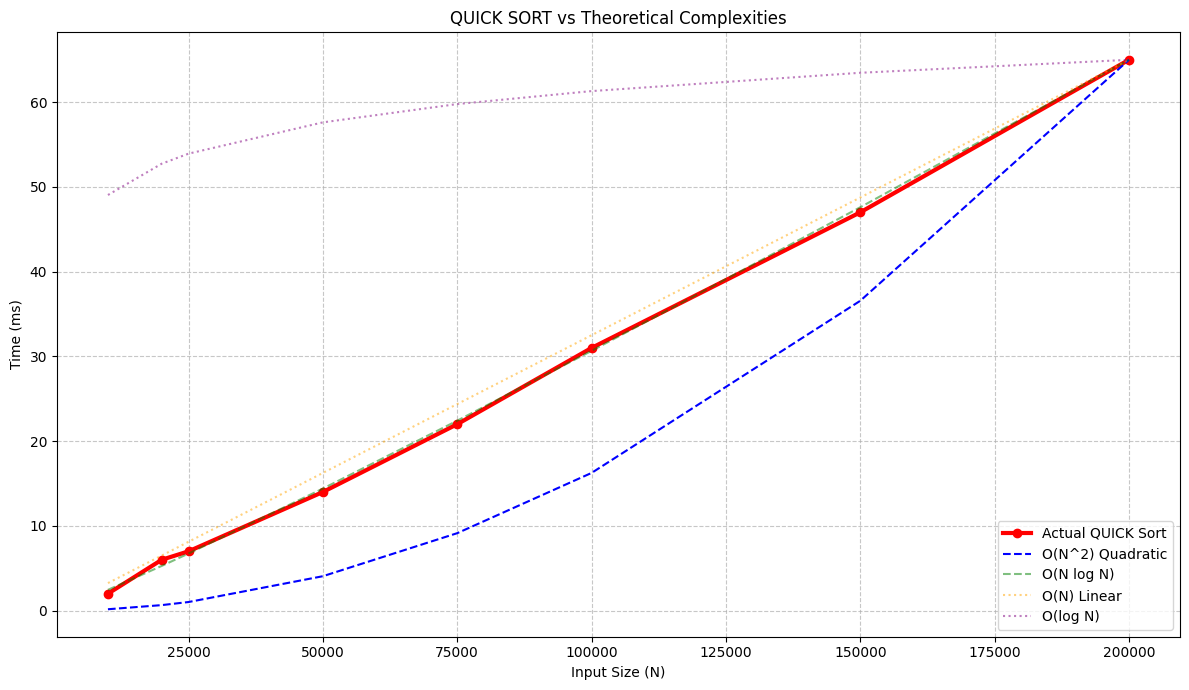 QUICK SORT vs Theoretical Complexities
Time (ms)
60
50
40
30
20
10
0
25000 50000 75000 100000 125000 150000 175000 200000
Input Size (N)
Actual QUICK Sort
O(N^2) Quadratic
O(N log N)
O(N) Linear
O(log N)